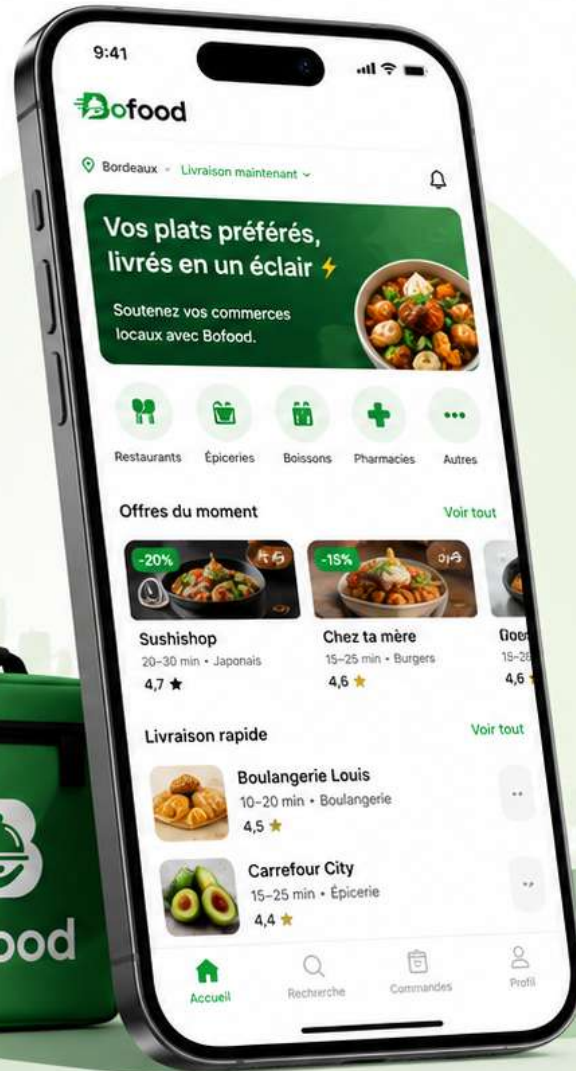 9:41
Bofood
Bordeaux - Livraison maintenant
Vos plats préférés,
livrés en un éclair
Soutenez vos commerces
locaux avec Bofood.
Restaurants Épiceries Boissons Pharmacies Autres
Offres du moment Voir tout
-20% -15%
Sushishop Chez ta mère
20–30 min • Japonais 15–25 min • Burgers
4,7 ★ 4,6 ★ 4,6
Livraison rapide Voir tout
Boulangerie Louis
10–20 min • Boulangerie
4,5 ★
Carrefour City
15–25 min • Épicerie
4,4 ★
Accueil Rechrerche Commandes Profil
ood